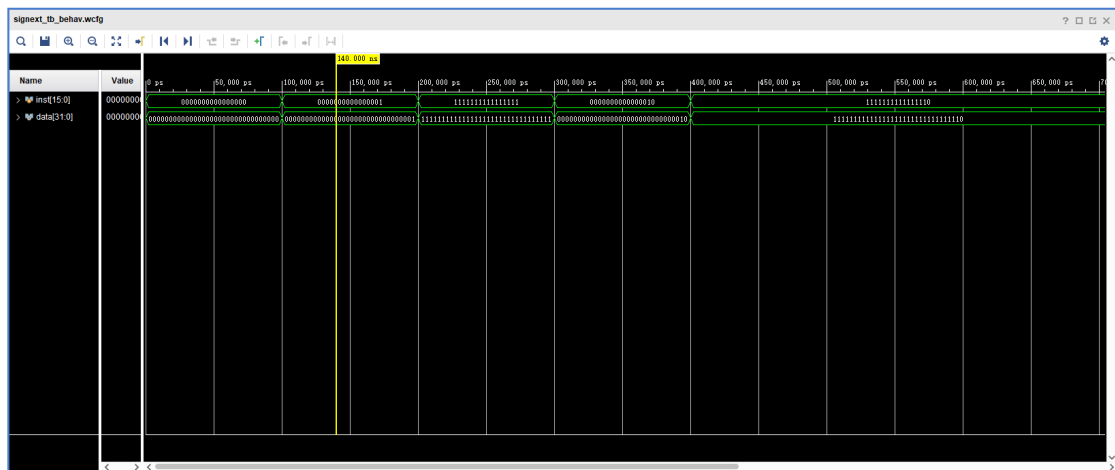 signext_tb_behav.wcfg
140.000 ns
Name Value
0 ps 50,000 ps 100,000 ps 150,000 ps 200,000 ps 250,000 ps 300,000 ps 350,000 ps 400,000 ps 450,000 ps 500,000 ps 550,000 ps 600,000 ps 650,000 ps
inst[15:0] 00000000 0000000000000000 0000000000000001 1111111111111111 0000000000000010 1111111111111110
data[31:0] 00000000 00000000000000000000000000000000 00000000000000000000000000000001 11111111111111111111111111111111 00000000000000000000000000000010 11111111111111111111111111111110